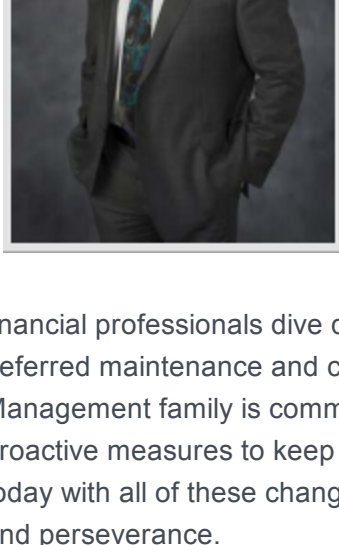 nancial professionals dive
eferred maintenance and
Management family is comm
roactive measures to keep
oday with all of these chang
nd perseverance.